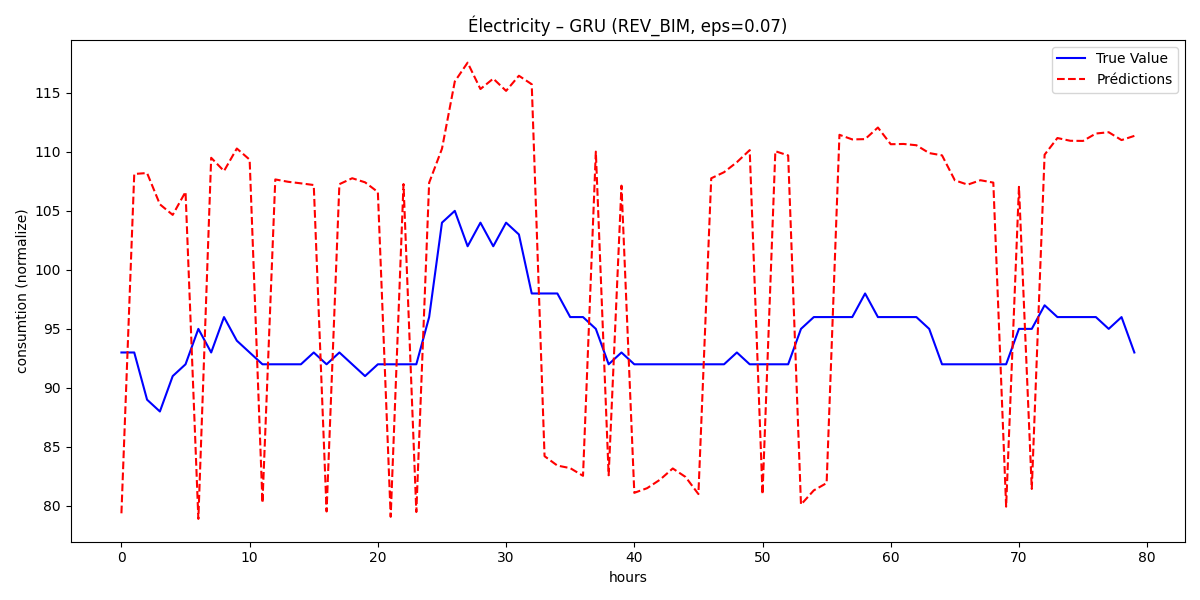 Électricity – GRU (REV_BIM, eps=0.07)
True Value
Prédictions
consumtion (normalize)
115
110
105
100
95
90
85
80
0 10 20 30 40 50 60 70 80
hours